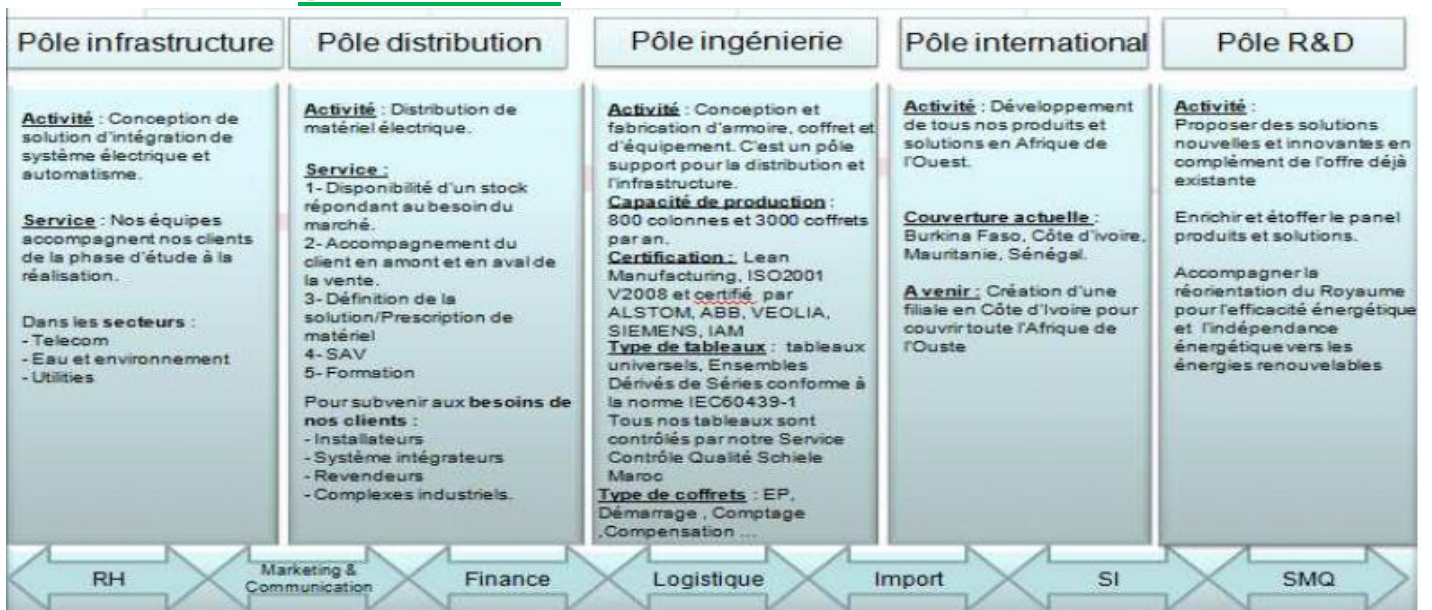 Pôle infrastructure
Activité : Conception de
solution d'intégration de
système électrique et
automatisme.
Service : Nos équipes
accompagnent nos clients
de la phase d'étude à la
réalisation.
Dans les secteurs :
- Telecom
- Eau et environnement
- Utilities
Pôle distribution
Activité : Distribution de
matériel électrique.
Service :
1- Disponibilité d'un stock
répondant au besoin du
marché.
2- Accompagnement du
client en amont et en aval de
la vente.
3- Définition de la
solution/Prescription de
matériel
4- SAV
5- Formation
Pour subvenir aux besoins de
nos clients :
- Installateurs
- Système intégrateurs
- Revendeurs
- Complexes industriels.
Pôle ingénierie
Activité : Conception et
fabrication d'armoire, coffret et
d'équipement. C'est un pôle
support pour la distribution et
l'infrastructure.
Capacité de production :
800 colonnes et 3000 coffrets
par an.
Certification : Lean
Manufacturing, ISO2001
V2008 et certifié par
ALSTOM, ABB, VEOLIA,
SIEMENS, IAM
Type de tableaux : tableaux
universels, Ensembles
Dérivés de Séries conforme à
la norme IEC60439-1
Tous nos tableaux sont
contrôlés par notre Service
Contrôle Qualité Schiele
Maroc
Type de coffrets : EP,
Démarrage , Comptage
,Compensation ...
Pôle international
Activité : Développement
de tous nos produits et
solutions en Afrique de
l'Ouest.
Couverture actuelle :
Burkina Faso, Côte d'ivoire,
Mauritanie, Sénégal.
A venir : Création d'une
filiale en Côte d'Ivoire pour
couvrir toute l'Afrique de
l'Ouste
Pôle R&D
Activité :
Proposer des solutions
nouvelles et innovantes en
complément de l'offre déjà
existante
Enrichir et étoffer le panel
produits et solutions.
Accompagner la
réorientation du Royaume
pour l'efficacité énergétique
et l'indépendance
énergétique vers les
énergies renouvelables
RH
Marketing &
Communication
Finance
Logistique
Import
SI
SMQ